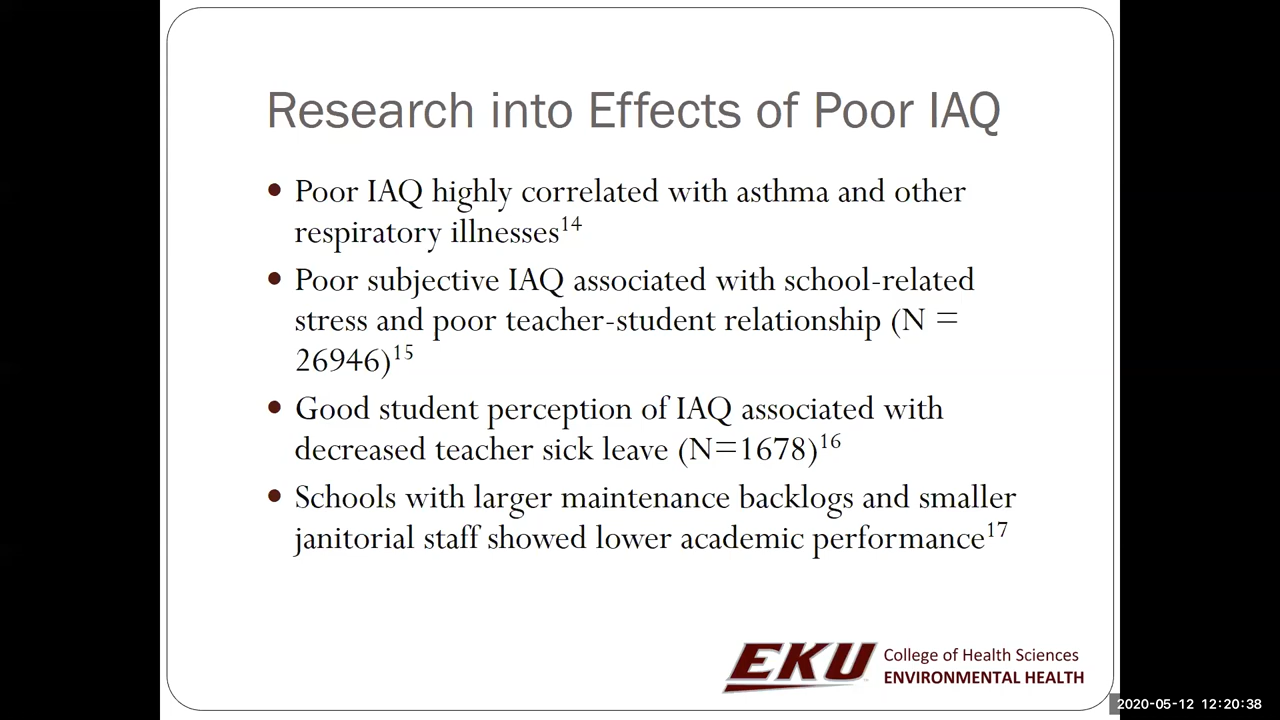 Research into Effects of Poor IAQ
• Poor IAQ highly correlated with asthma and other
respiratory illnesses14
• Poor subjective IAQ associated with school-related
stress and poor teacher-student relationship (N =
26946)15
• Good student perception of IAQ associated with
decreased teacher sick leave (N=1678)16
• Schools with larger maintenance backlogs and smaller
janitorial staff showed lower academic performance17
EKU College of Health Sciences
ENVIRONMENTAL HEALTH
2020-05-12 12:20:38